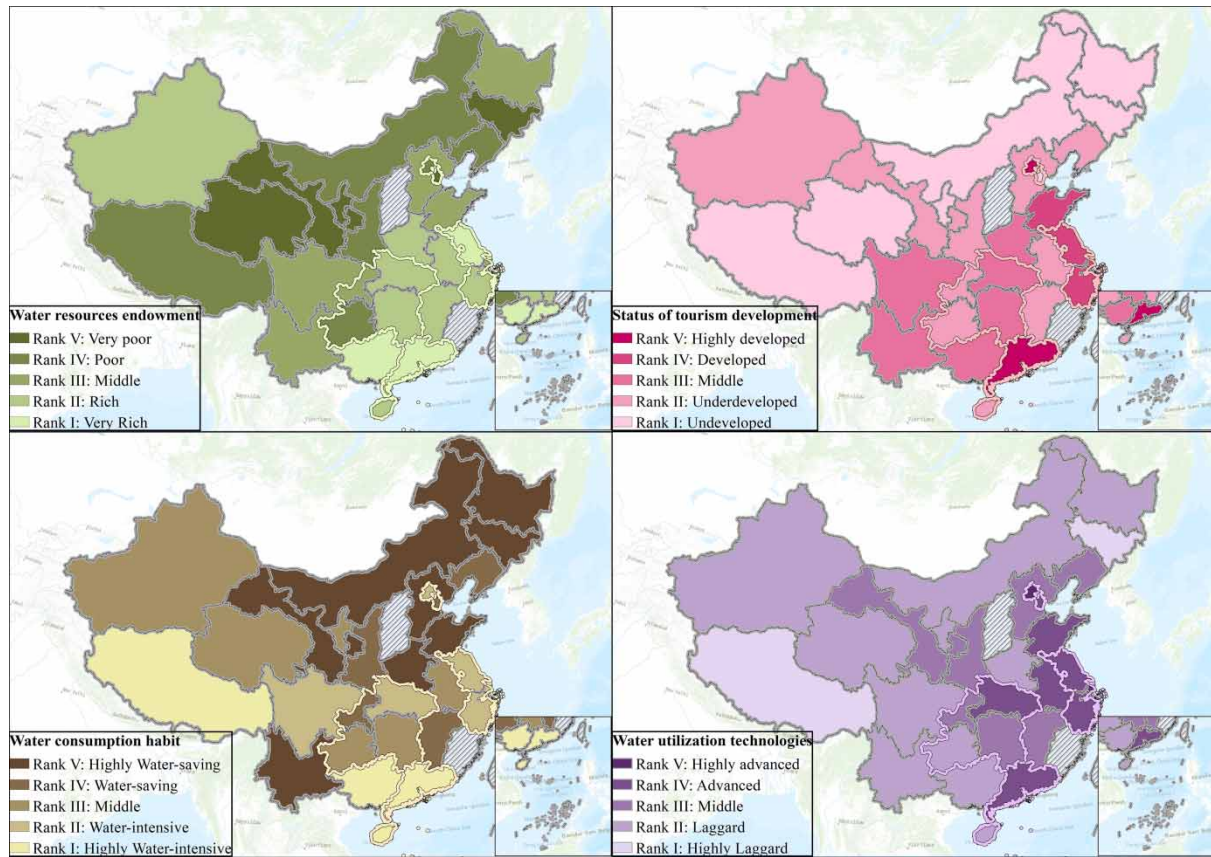 Water resources endowment
Rank V: Very poor
Rank IV: Poor
Rank III: Middle
Rank II: Rich
Rank I: Very Rich
Status of tourism development
Rank V: Highly developed
Rank IV: Developed
Rank III: Middle
Rank II: Underdeveloped
Rank I: Undeveloped
Water consumption habit
Rank V: Highly Water-saving
Rank IV: Water-saving
Rank III: Middle
Rank II: Water-intensive
Rank I: Highly Water-intensive
Water utilization technologies
Rank V: Highly advanced
Rank IV: Advanced
Rank III: Middle
Rank II: Laggard
Rank I: Highly Laggard